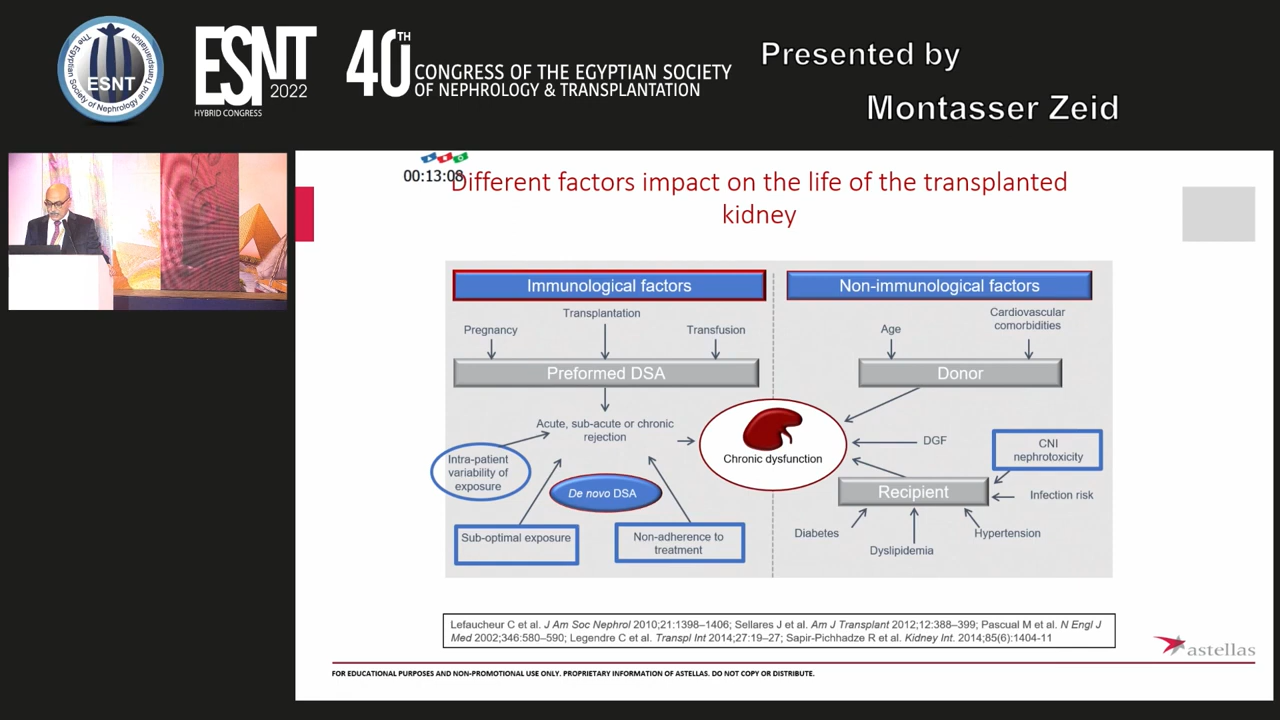 The Egyptian Society of Nephrology and Transplantation
ESNT
ESNT
2022
HYBRID CONGRESS
40TH
CONGRESS OF THE EGYPTIAN SOCIETY
OF NEPHROLOGY & TRANSPLANTATION
Presented by
Montasser Zeid
A B C
00:13:08
Different factors impact on the life of the transplanted
kidney
Immunological factors
Pregnancy
Transplantation
Transfusion
Preformed DSA
Acute, sub-acute or chronic
rejection
Intra-patient
variability of
exposure
De novo DSA
Sub-optimal exposure
Non-adherence to
treatment
Chronic dysfunction
Non-immunological factors
Age
Cardiovascular
comorbidities
Donor
DGF
CNI
nephrotoxicity
Recipient
Infection risk
Diabetes
Dyslipidemia
Hypertension
Lefaucheur C et al. J Am Soc Nephrol 2010;21:1398–1406; Sellares J et al. Am J Transplant 2012;12:388–399; Pascual M et al. N Engl J
Med 2002;346:580–590; Legendre C et al. Transpl Int 2014;27:19–27; Sapir-Pichhadze R et al. Kidney Int. 2014;85(6):1404-11
astellas
FOR EDUCATIONAL PURPOSES AND NON-PROMOTIONAL USE ONLY. PROPRIETARY INFORMATION OF ASTELLAS. DO NOT COPY OR DISTRIBUTE.